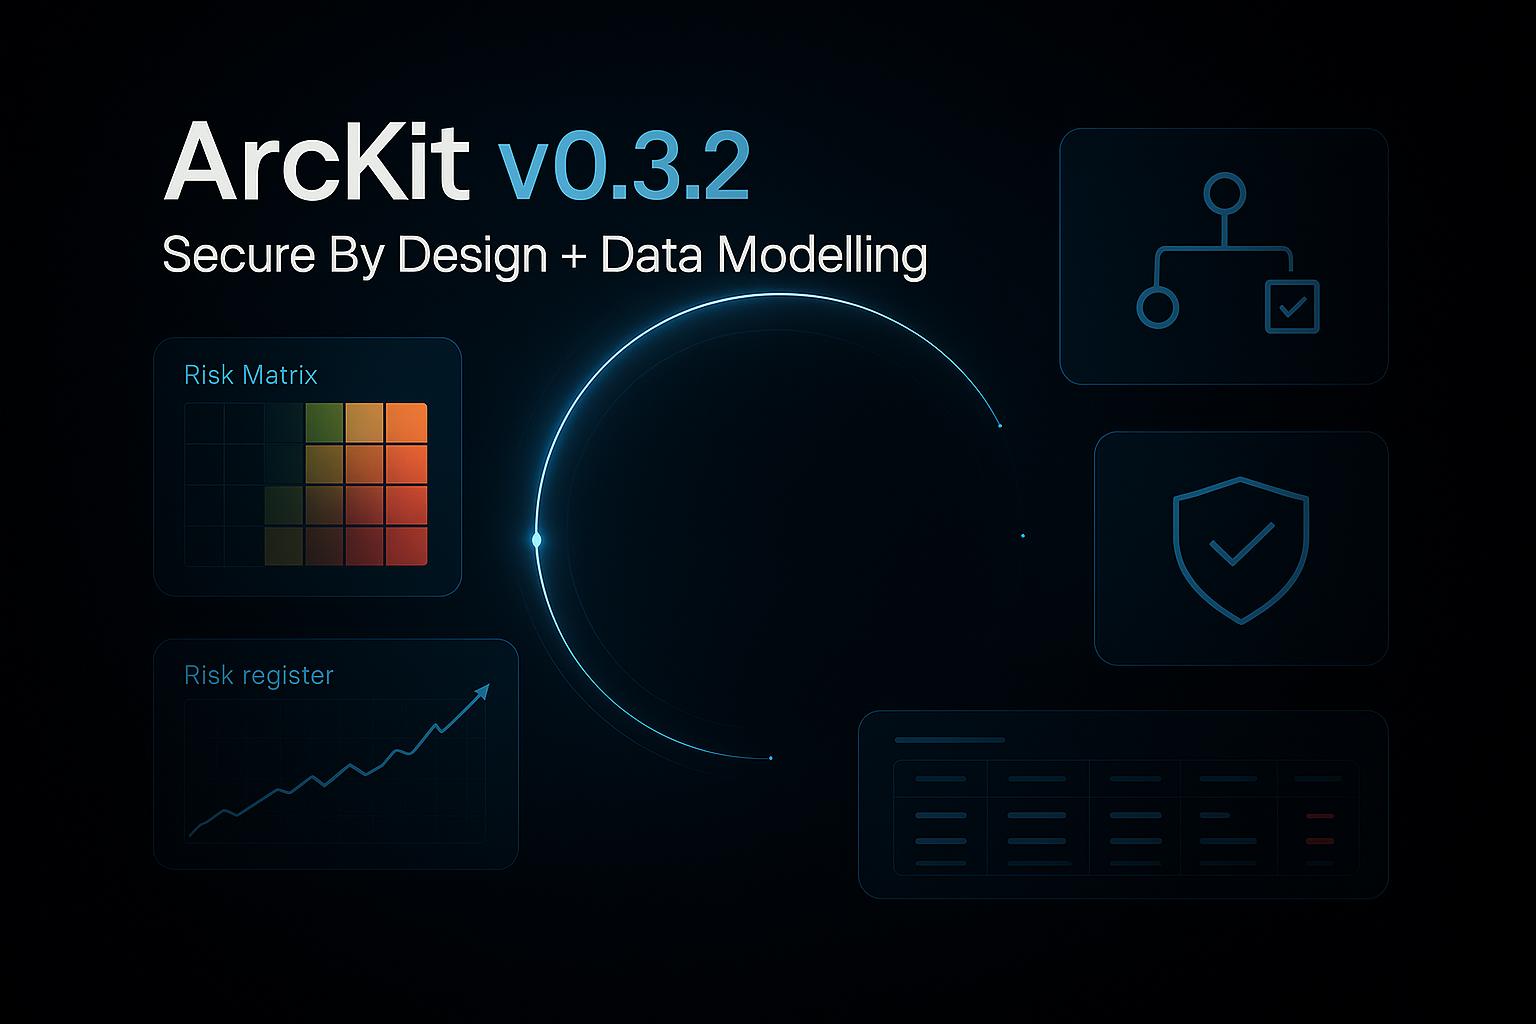 ArcKit v0.3.2
Secure By Design + Data Modelling
Risk Matrix
Risk register